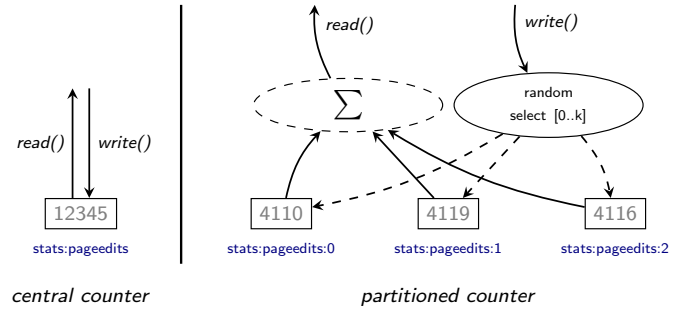 read()
write()
12345
stats:pageedits
central counter
read()
write()
∑
random
select [0..k]
4110
4119
4116
stats:pageedits:0
stats:pageedits:1
stats:pageedits:2
partitioned counter